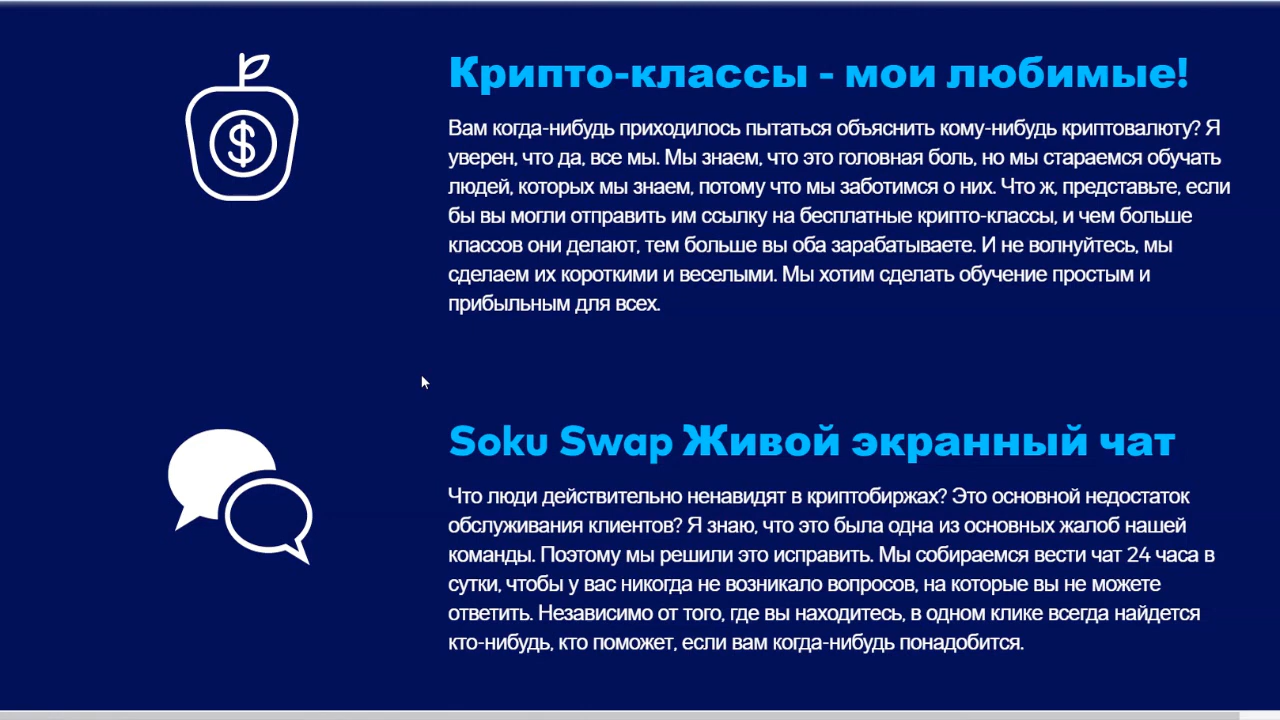 Крипто-классы - мои любимые!
Вам когда-нибудь приходилось пытаться объяснить кому-нибудь криптовалюту? Я
уверен, что да, все мы. Мы знаем, что это головная боль, но мы стараемся обучать
людей, которых мы знаем, потому что мы заботимся о них. Что ж, представьте, если
бы вы могли отправить им ссылку на бесплатные крипто-классы, и чем больше
классов они делают, тем больше вы оба зарабатываете. И не волнуйтесь, мы
сделаем их короткими и веселыми. Мы хотим сделать обучение простым и
прибыльным для всех.
Soku Swap Живой экранный чат
Что люди действительно ненавидят в криптобиржах? Это основной недостаток
обслуживания клиентов? Я знаю, что это была одна из основных жалоб нашей
команды. Поэтому мы решили это исправить. Мы собираемся вести чат 24 часа в
сутки, чтобы у вас никогда не возникало вопросов, на которые вы не можете
ответить. Независимо от того, где вы находитесь, в одном клике всегда найдется
кто-нибудь, кто поможет, если вам когда-нибудь понадобится.